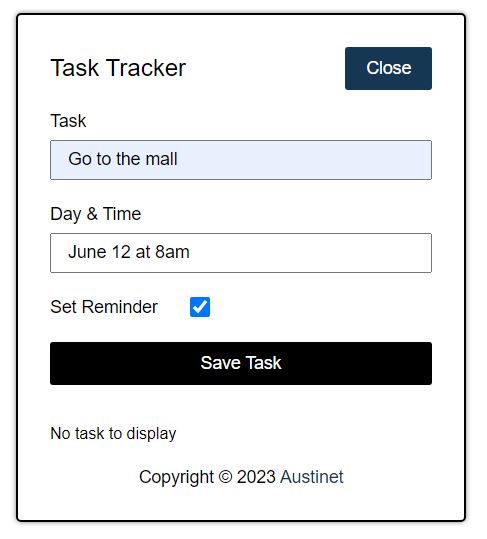 Task Tracker
Close
Task
Go to the mall
Day & Time
June 12 at 8am
Set Reminder
Save Task
No task to display
Copyright © 2023 Austinet